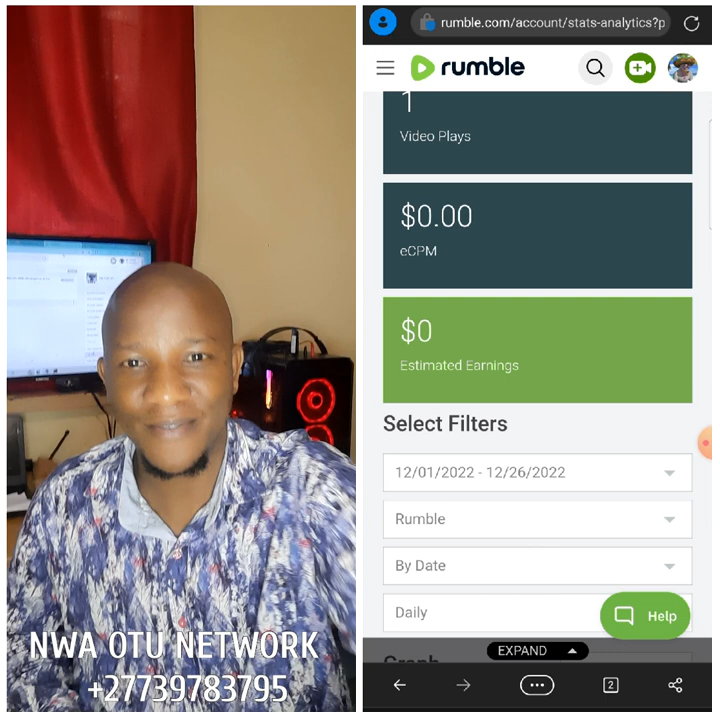 NWA OTU NETWORK
+27739783795
rumble.com/account/stats-analytics?p
rumble
1
Video Plays
$0.00
eCPM
$0
Estimated Earnings
Select Filters
12/01/2022 - 12/26/2022
Rumble
By Date
Daily
Help
EXPAND
2